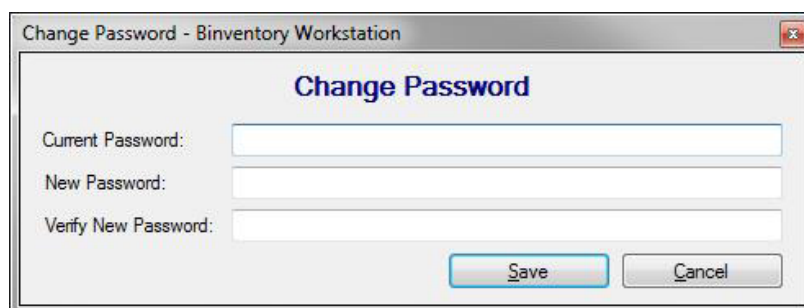 Change Password - Binventory Workstation
Change Password
Current Password:
New Password:
Verify New Password:
Save Cancel